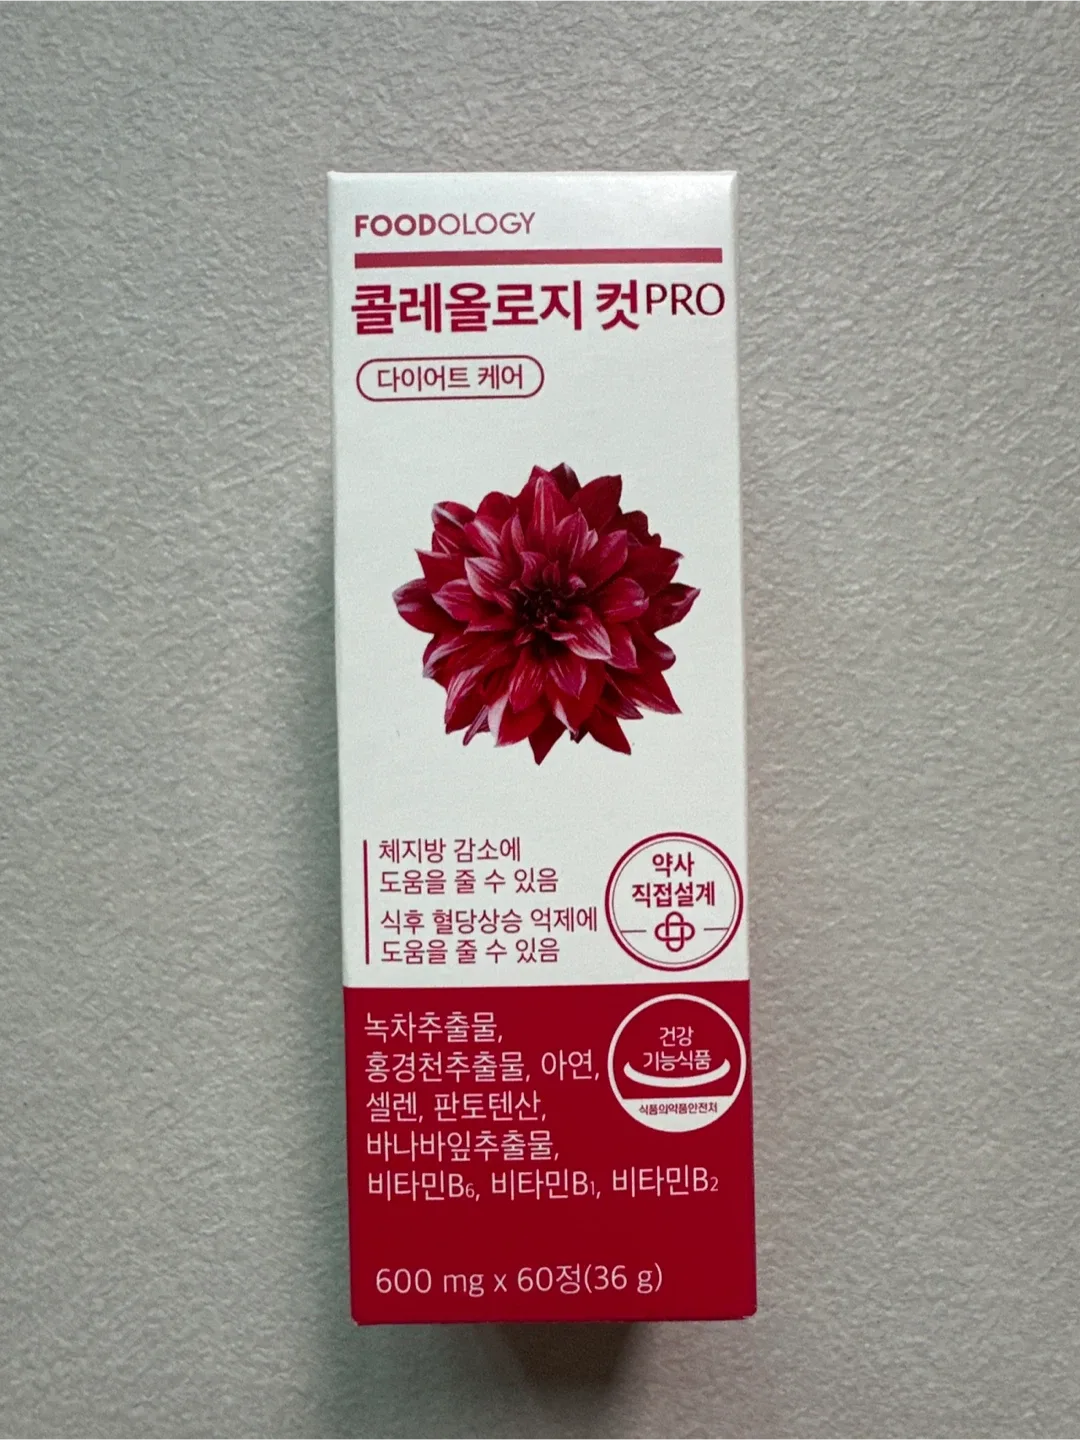 FOODOLOGY
콜레올로지 컷PRO
다이어트 케어
체지방 감소에
도움을 줄 수 있음
식후 혈당상승 억제에
도움을 줄 수 있음
약사
직접설계
녹차추출물,
홍경천추출물, 아연,
셀렌, 판토텐산,
바나바잎추출물,
비타민B₆, 비타민B₁, 비타민B₂
건강
기능식품
식품의약품안전처
600 mg x 60정(36 g)